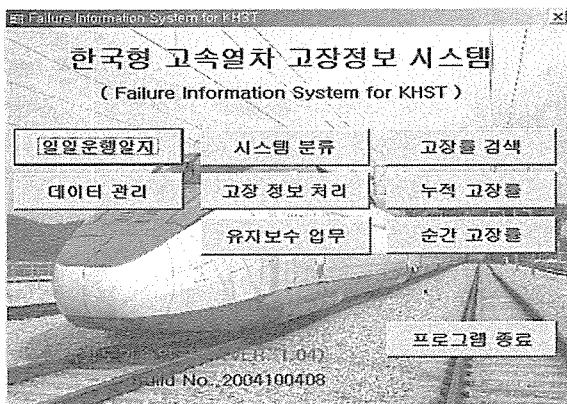 Failure Information System for KHST
한국형 고속열차 고장정보 시스템
( Failure Information System for KHST )
일일운행일지 시스템 분류 고장률 검색
데이터 관리 고장 정보 처리 누적 고장률
유지보수 업무 순간 고장률
프로그램 종료
(VER. 1.04)
Build No. 2004100408